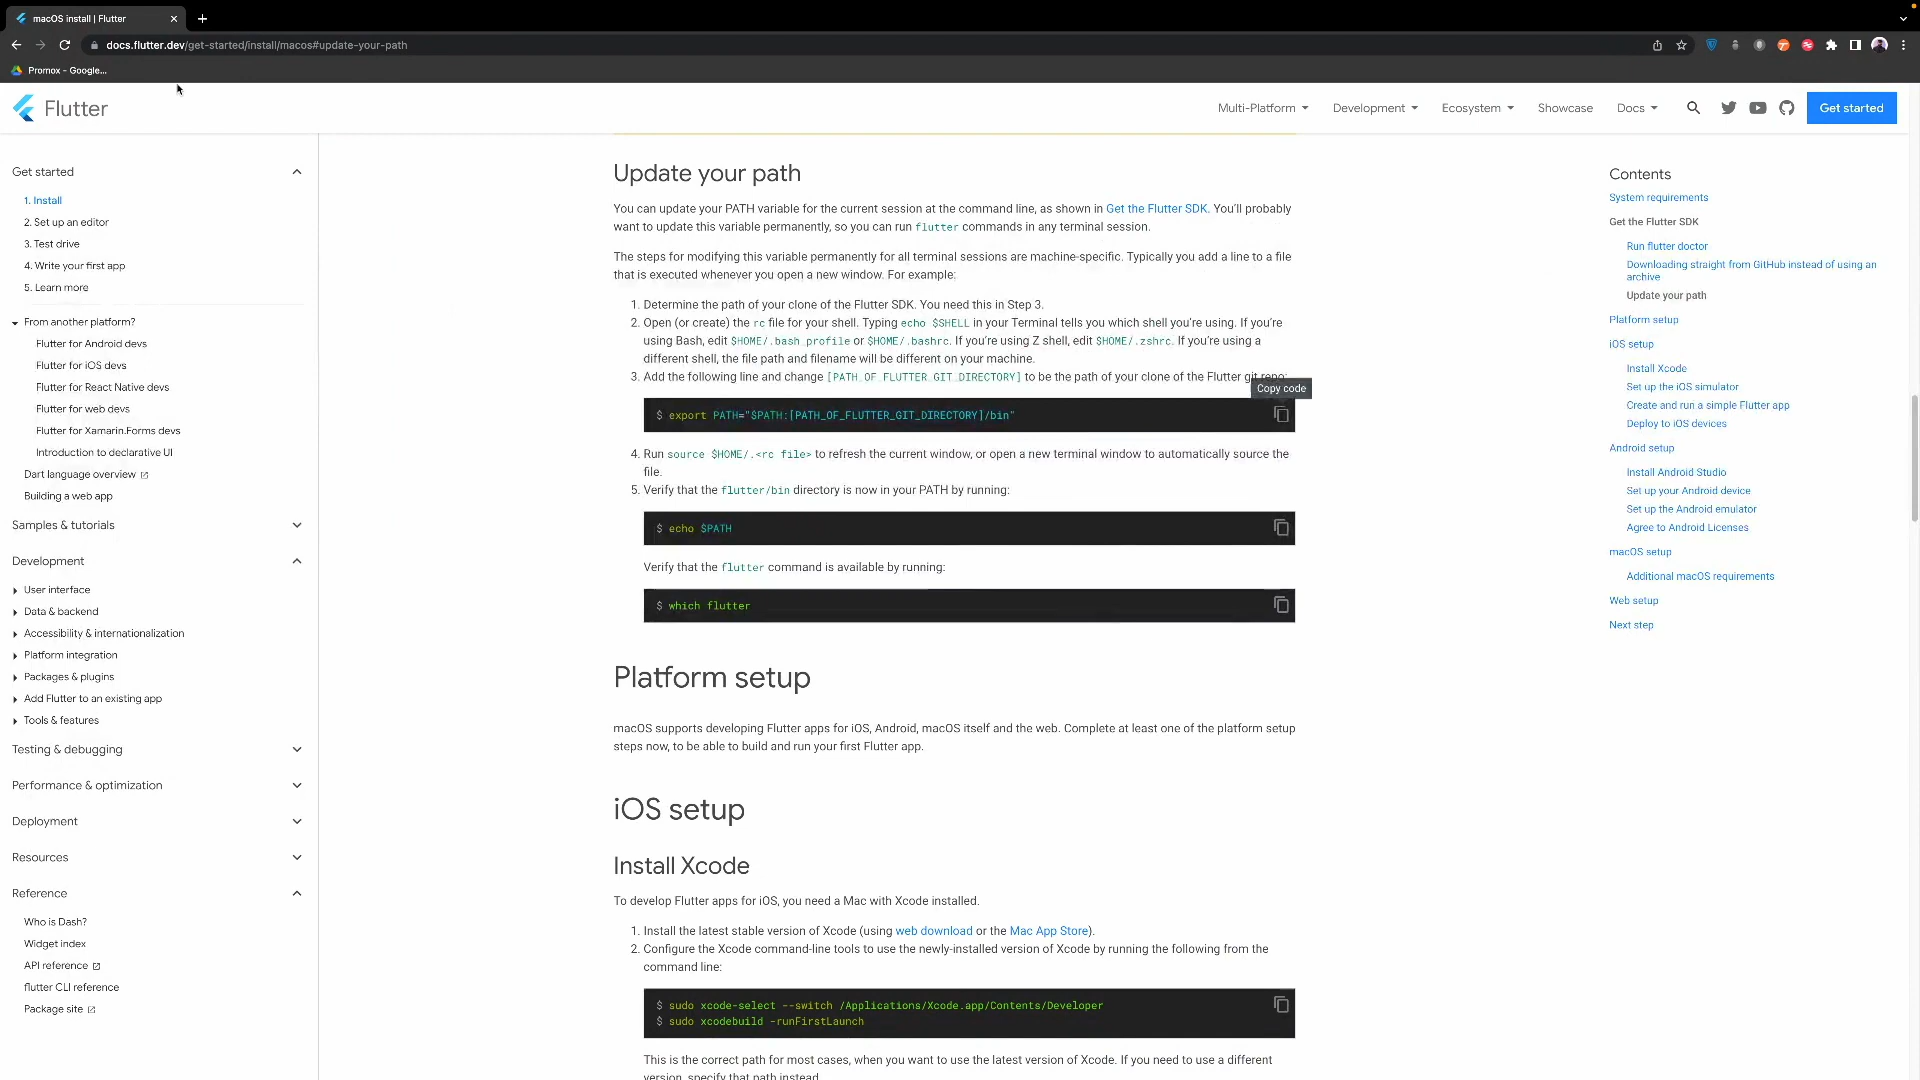 macOS install | Flutter
docs.flutter.dev/get-started/install/macos#update-your-path
Promox - Google...
Flutter
Multi-Platform
Development
Ecosystem
Showcase
Docs
Get started
Get started
1. Install
2. Set up an editor
3. Test drive
4. Write your first app
5. Learn more
From another platform?
Flutter for Android devs
Flutter for iOS devs
Flutter for React Native devs
Flutter for web devs
Flutter for Xamarin.Forms devs
Introduction to declarative UI
Dart language overview
Building a web app
Samples & tutorials
Development
User interface
Data & backend
Accessibility & internationalization
Platform integration
Packages & plugins
Add Flutter to an existing app
Tools & features
Testing & debugging
Performance & optimization
Deployment
Resources
Reference
Who is Dash?
Widget index
API reference
flutter CLI reference
Package site
Update your path
You can update your PATH variable for the current session at the command line, as shown in Get the Flutter SDK. You'll probably
want to update this variable permanently, so you can run flutter commands in any terminal session.
The steps for modifying this variable permanently for all terminal sessions are machine-specific. Typically you add a line to a file
that is executed whenever you open a new window. For example:
1. Determine the path of your clone of the Flutter SDK. You need this in Step 3.
2. Open (or create) the rc file for your shell. Typing echo $SHELL in your Terminal tells you which shell you're using. If you're
using Bash, edit $HOME/.bash_profile or $HOME/.bashrc. If you're using Z shell, edit $HOME/.zshrc. If you're using a
different shell, the file path and filename will be different on your machine.
3. Add the following line and change [PATH_OF_FLUTTER_GIT_DIRECTORY] to be the path of your clone of the Flutter git repo:
Copy code
$ export PATH="$PATH:[PATH_OF_FLUTTER_GIT_DIRECTORY]/bin"
4. Run source $HOME/.<rc file> to refresh the current window, or open a new terminal window to automatically source the
file.
5. Verify that the flutter/bin directory is now in your PATH by running:
$ echo $PATH
Verify that the flutter command is available by running:
$ which flutter
Platform setup
macOS supports developing Flutter apps for iOS, Android, macOS itself and the web. Complete at least one of the platform setup
steps now, to be able to build and run your first Flutter app.
iOS setup
Install Xcode
To develop Flutter apps for iOS, you need a Mac with Xcode installed.
1. Install the latest stable version of Xcode (using web download or the Mac App Store).
2. Configure the Xcode command-line tools to use the newly-installed version of Xcode by running the following from the
command line:
$ sudo xcode-select --switch /Applications/Xcode.app/Contents/Developer
$ sudo xcodebuild -runFirstLaunch
This is the correct path for most cases, when you want to use the latest version of Xcode. If you need to use a different
version, specify that path instead.
Contents
System requirements
Get the Flutter SDK
Run flutter doctor
Downloading straight from GitHub instead of using an
archive
Update your path
Platform setup
iOS setup
Install Xcode
Set up the iOS simulator
Create and run a simple Flutter app
Deploy to iOS devices
Android setup
Install Android Studio
Set up your Android device
Set up the Android emulator
Agree to Android Licenses
macOS setup
Additional macOS requirements
Web setup
Next step